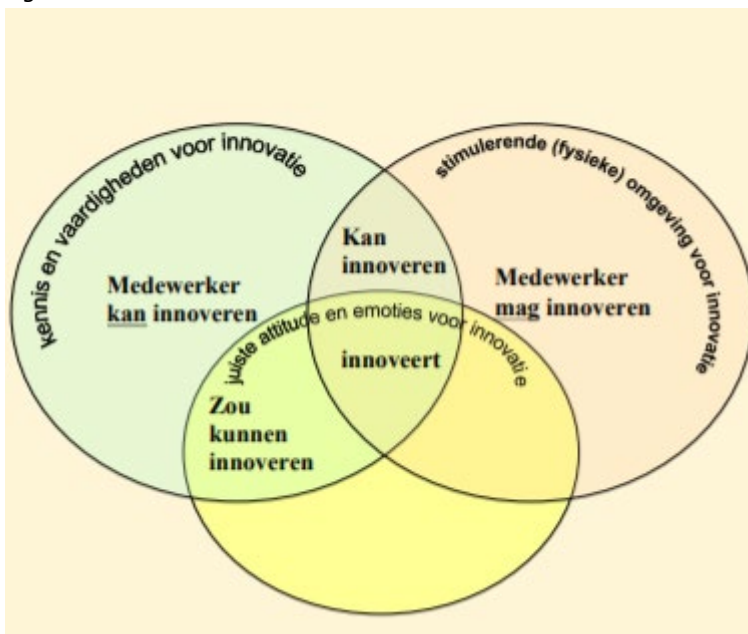 kennis en vaardigheden voor innovatie
stimulerende (fysieke) omgeving voor innovatie
Kan
innoveren
Medewerker
kan innoveren
Medewerker
mag innoveren
juiste attitude en emoties voor innovatie
innoveert
Zou
kunnen
innoveren